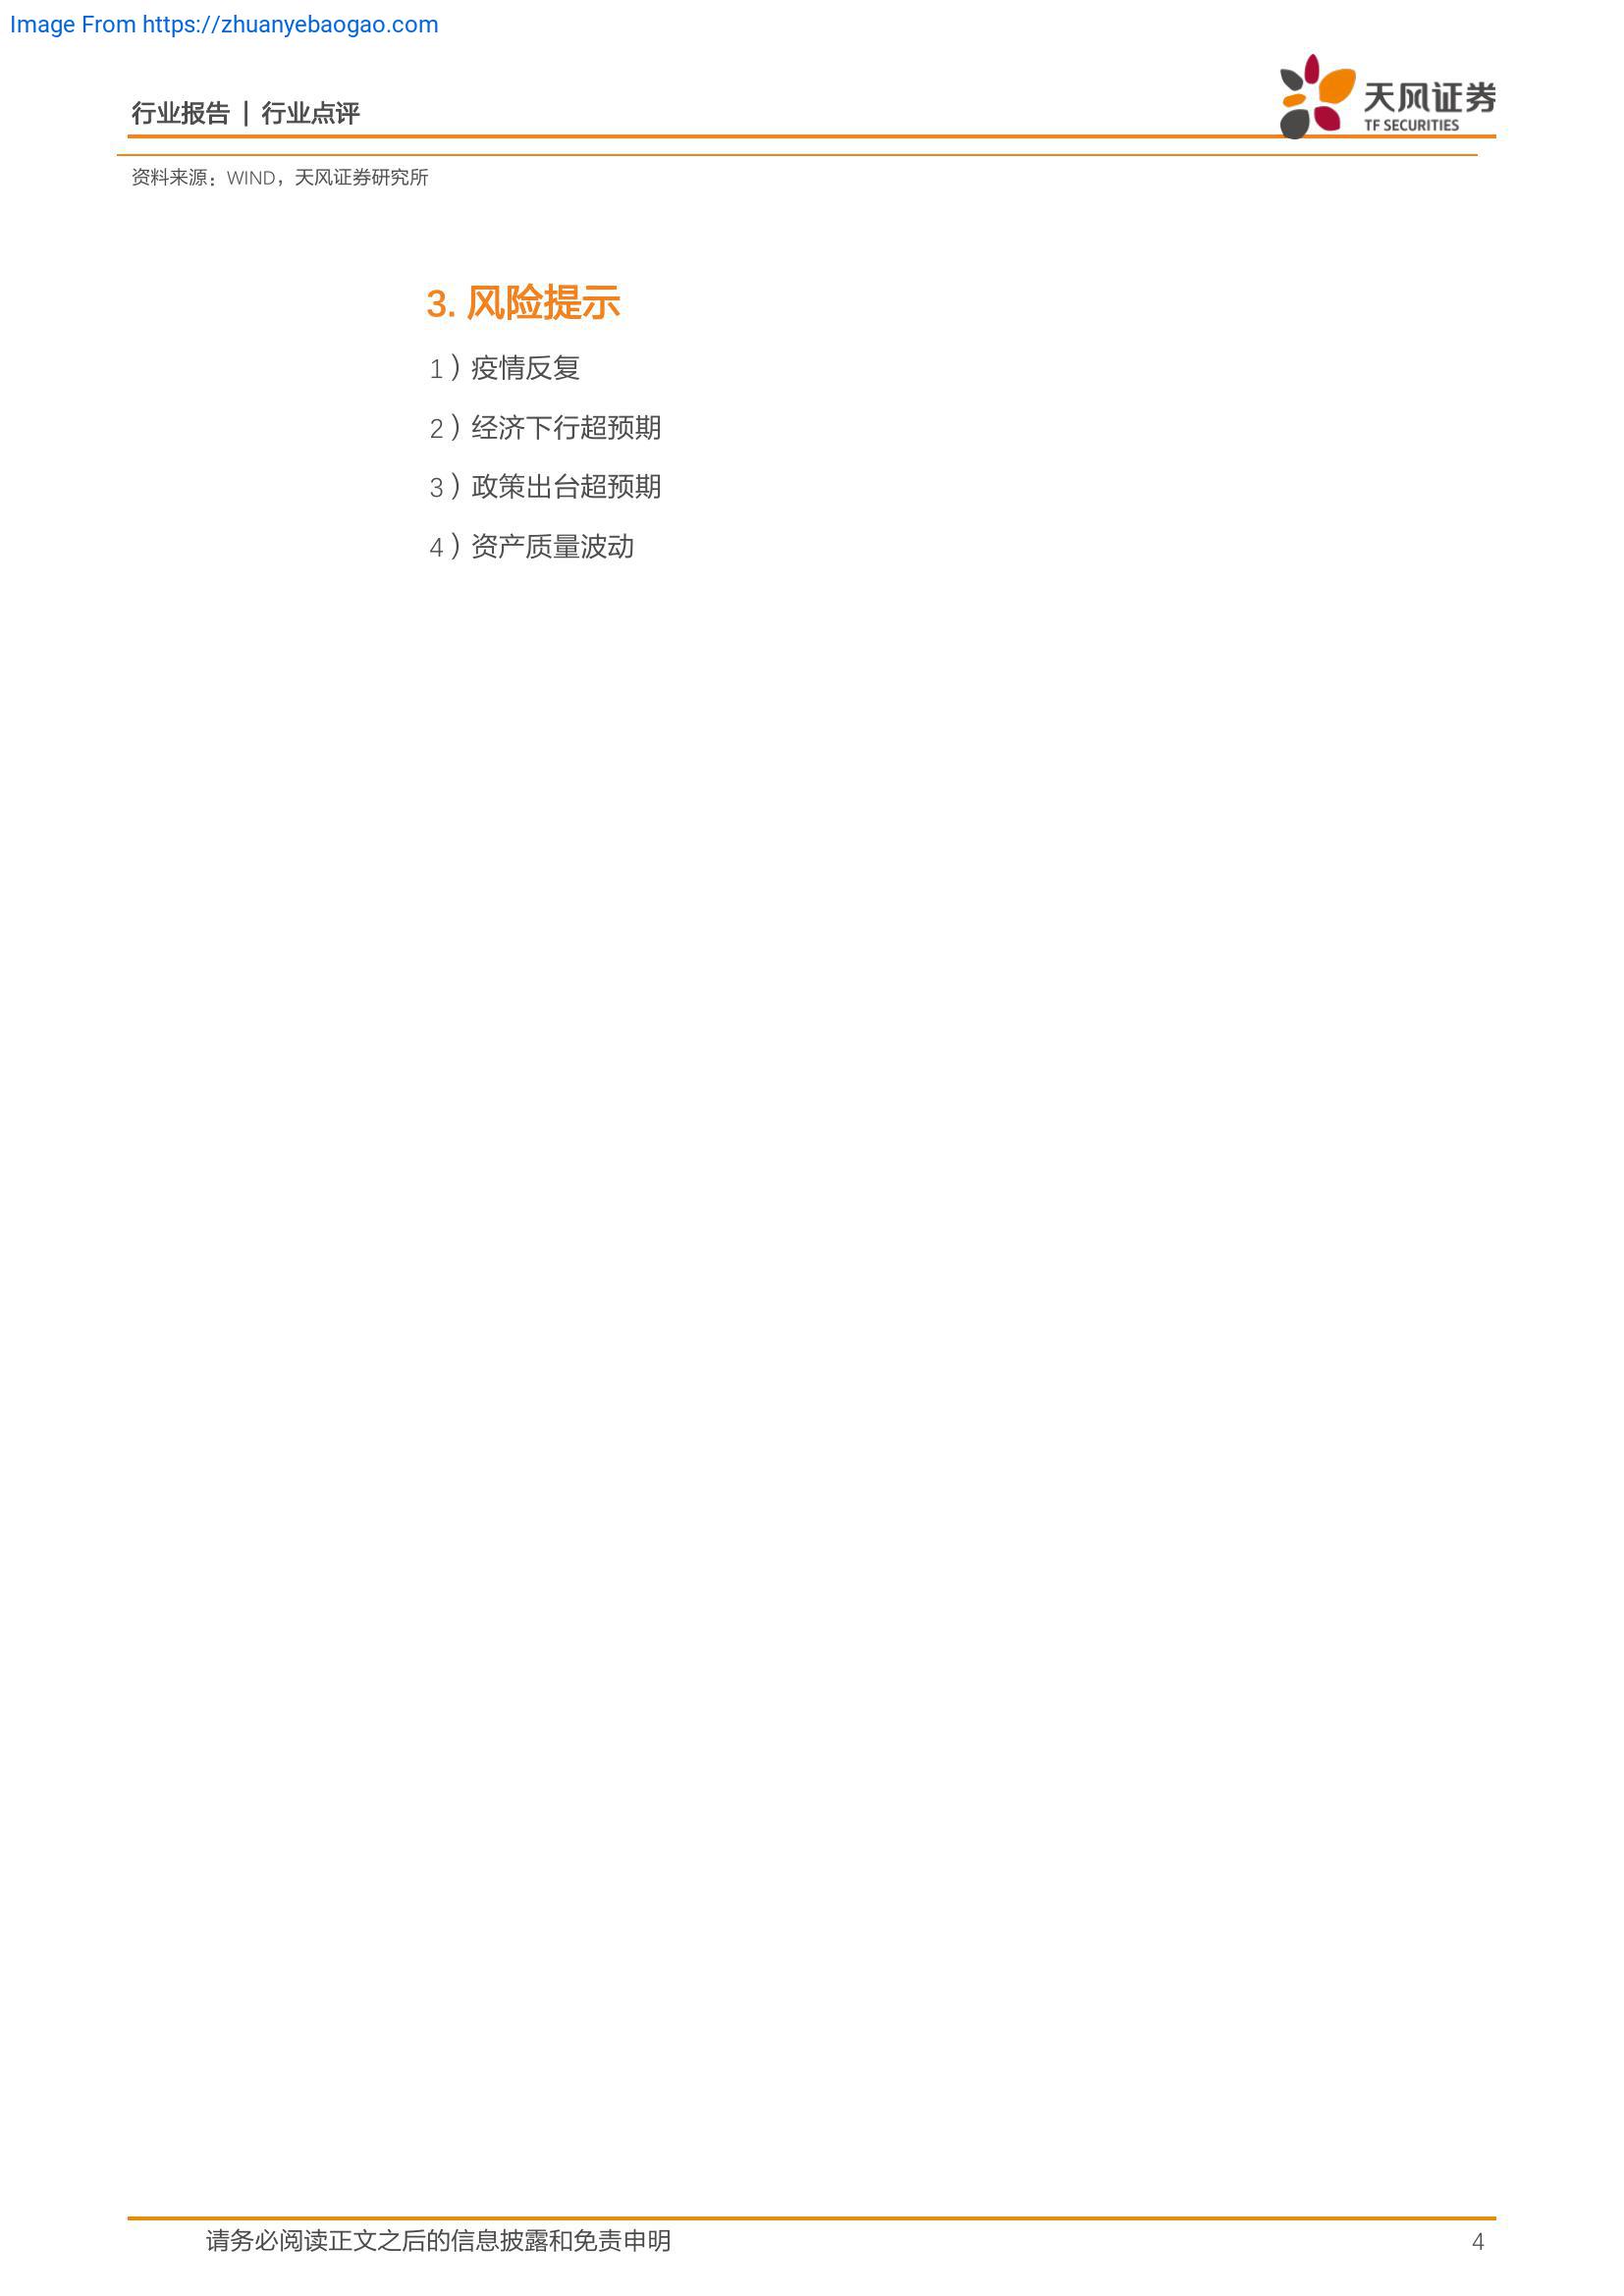 Image From https://zhuanyebaogao.com
行业报告 | 行业点评
天风证券
TF SECURITIES
资料来源：WIND，天风证券研究所
3. 风险提示
1）疫情反复
2）经济下行超预期
3）政策出台超预期
4）资产质量波动
请务必阅读正文之后的信息披露和免责申明
4